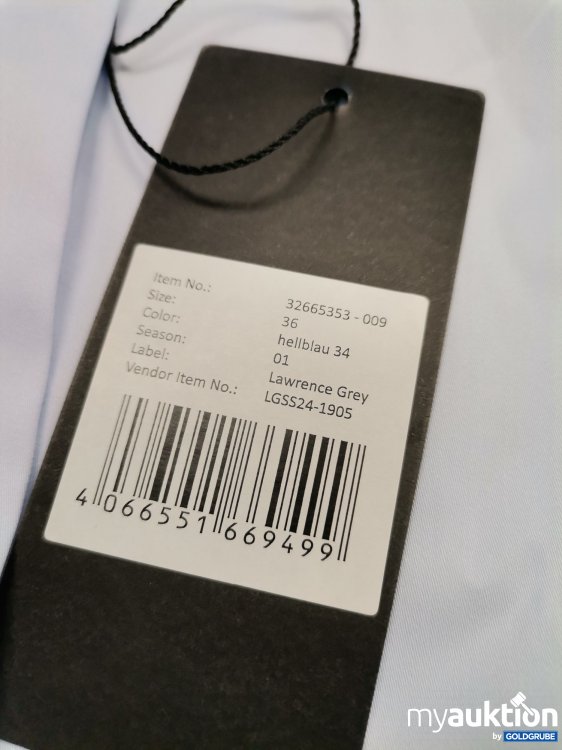 Item No.: 32665353 - 009
Size: 36
Color: hellblau 34
Season: 01
Label: Lawrence Grey
Vendor Item No.: LGSS24-1905
4 066551 669499
myauktion
by GOLDGRUBE